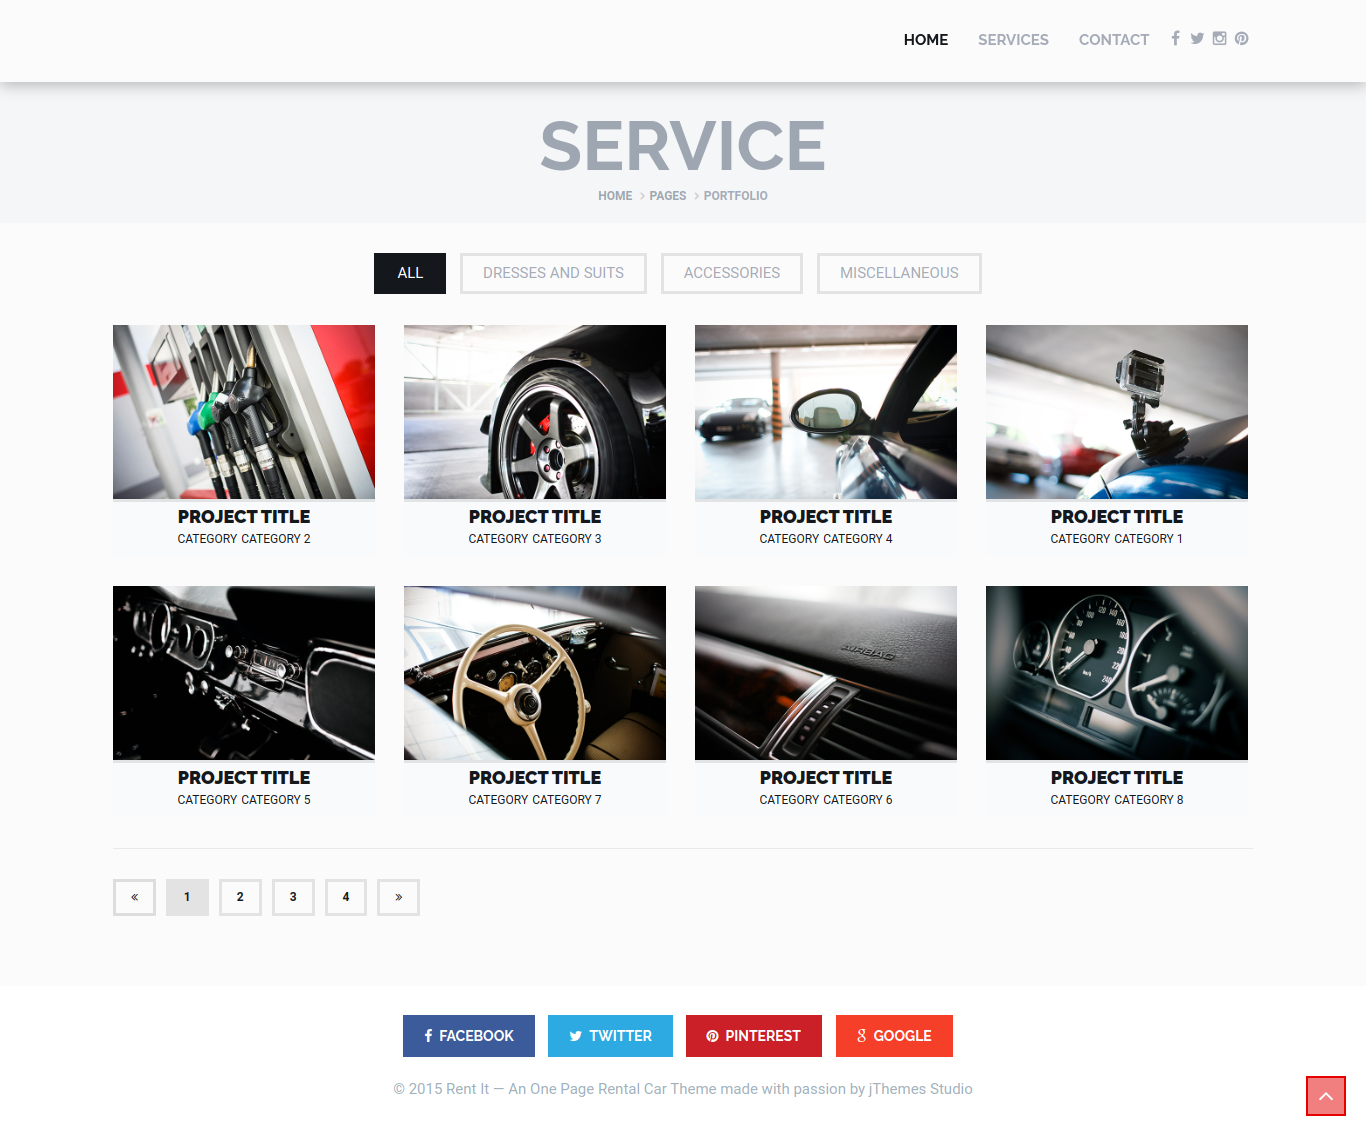 HOME SERVICES CONTACT
SERVICE
HOME > PAGES > PORTFOLIO
ALL DRESSES AND SUITS ACCESSORIES MISCELLANEOUS
PROJECT TITLE PROJECT TITLE PROJECT TITLE PROJECT TITLE
CATEGORY CATEGORY 2 CATEGORY CATEGORY 3 CATEGORY CATEGORY 4 CATEGORY CATEGORY 1
AIRBAG
PROJECT TITLE PROJECT TITLE PROJECT TITLE PROJECT TITLE
CATEGORY CATEGORY 5 CATEGORY CATEGORY 7 CATEGORY CATEGORY 6 CATEGORY CATEGORY 8
« 1 2 3 4 »
FACEBOOK TWITTER PINTEREST GOOGLE
© 2015 Rent It — An One Page Rental Car Theme made with passion by jThemes Studio